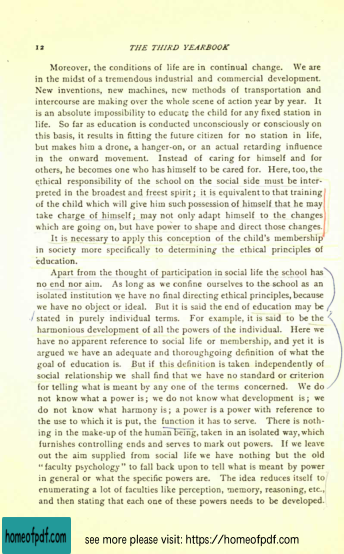 12 THE THIRD YEARBOOK
Moreover, the conditions of life are in continual change. We are
in the midst of a tremendous industrial and commercial development.
New inventions, new machines, new methods of transportation and
intercourse are making over the whole scene of action year by year. It
is an absolute impossibility to educate the child for any fixed station in
life. So far as education is conducted unconsciously or consciously on
this basis, it results in fitting the future citizen for no station in life,
but makes him a drone, a hanger-on, or an actual retarding influence
in the onward movement. Instead of caring for himself and for
others, he becomes one who has himself to be cared for. Here, too, the
ethical responsibility of the school on the social side must be inter-
preted in the broadest and freest spirit; it is equivalent to that training
of the child which will give him such possession of himself that he may
take charge of himself; may not only adapt himself to the changes
which are going on, but have power to shape and direct those changes.
It is necessary to apply this conception of the child's membership
in society more specifically to determining the ethical principles of
education.
Apart from the thought of participation in social life the school has
no end nor aim. As long as we confine ourselves to the school as an
isolated institution we have no final directing ethical principles, because
we have no object or ideal. But it is said the end of education may be
stated in purely individual terms. For example, it is said to be the
harmonious development of all the powers of the individual. Here we
have no apparent reference to social life or membership, and yet it is
argued we have an adequate and thoroughgoing definition of what the
goal of education is. But if this definition is taken independently of
social relationship we shall find that we have no standard or criterion
for telling what is meant by any one of the terms concerned. We do
not know what a power is; we do not know what development is; we
do not know what harmony is; a power is a power with reference to
the use to which it is put, the function it has to serve. There is noth-
ing in the make-up of the human being, taken in an isolated way, which
furnishes controlling ends and serves to mark out powers. If we leave
out the aim supplied from social life we have nothing but the old
"faculty psychology" to fall back upon to tell what is meant by power
in general or what the specific powers are. The idea reduces itself to
enumerating a lot of faculties like perception, memory, reasoning, etc.,
and then stating that each one of these powers needs to be developed.
homeofpdf.com see more please visit: https://homeofpdf.com